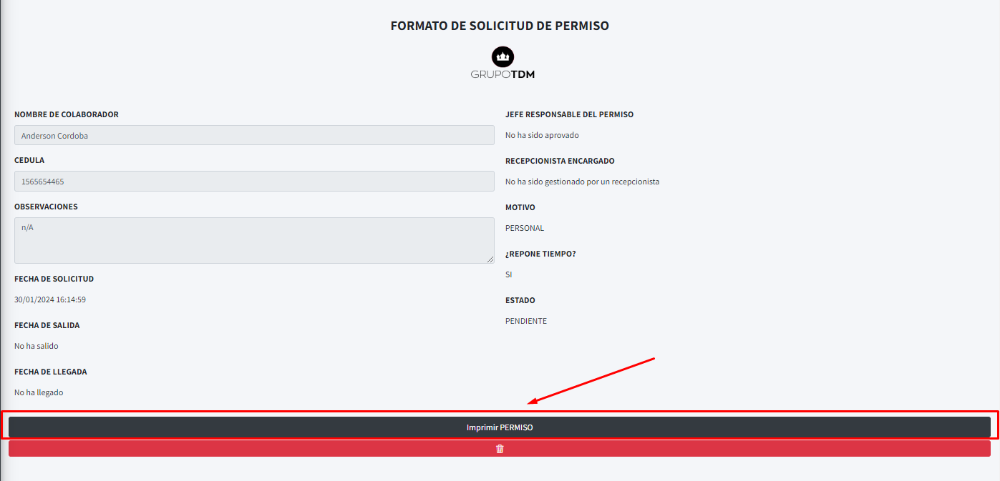 FORMATO DE SOLICITUD DE PERMISO
GRUPOTDM
NOMBRE DE COLABORADOR
Anderson Cordoba
CEDULA
1565654465
OBSERVACIONES
n/A
FECHA DE SOLICITUD
30/01/2024 16:14:59
FECHA DE SALIDA
No ha salido
FECHA DE LLEGADA
No ha llegado
JEFE RESPONSABLE DEL PERMISO
No ha sido aprovado
RECEPCIONISTA ENCARGADO
No ha sido gestionado por un recepcionista
MOTIVO
PERSONAL
¿REPONE TIEMPO?
SI
ESTADO
PENDIENTE
Imprimir PERMISO